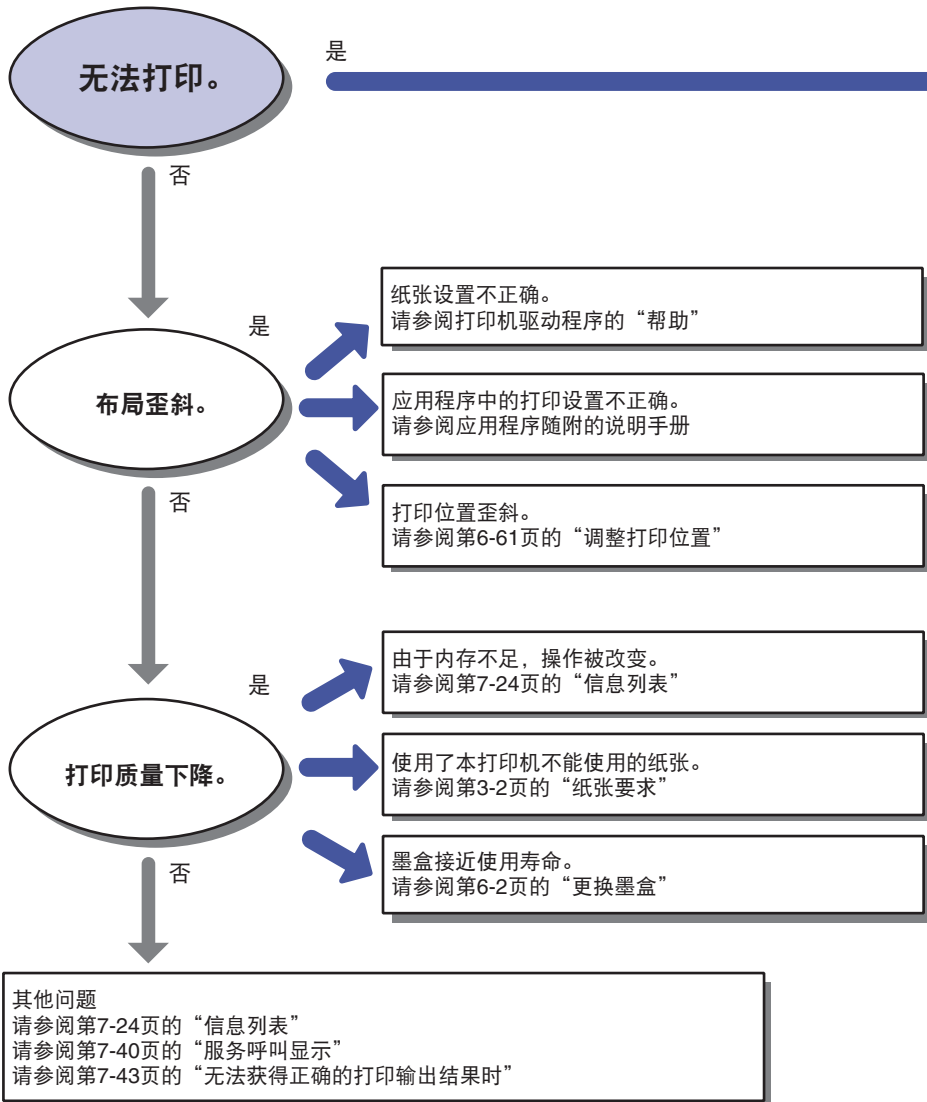 无法打印。
是
否
是
纸张设置不正确。
请参阅打印机驱动程序的“帮助”
布局歪斜。
应用程序中的打印设置不正确。
请参阅应用程序随附的说明手册
否
打印位置歪斜。
请参阅第6-61页的“调整打印位置”
是
由于内存不足，操作被改变。
请参阅第7-24页的“信息列表”
打印质量下降。
使用了本打印机不能使用的纸张。
请参阅第3-2页的“纸张要求”
否
墨盒接近使用寿命。
请参阅第6-2页的“更换墨盒”
其他问题
请参阅第7-24页的“信息列表”
请参阅第7-40页的“服务呼叫显示”
请参阅第7-43页的“无法获得正确的打印输出结果时”